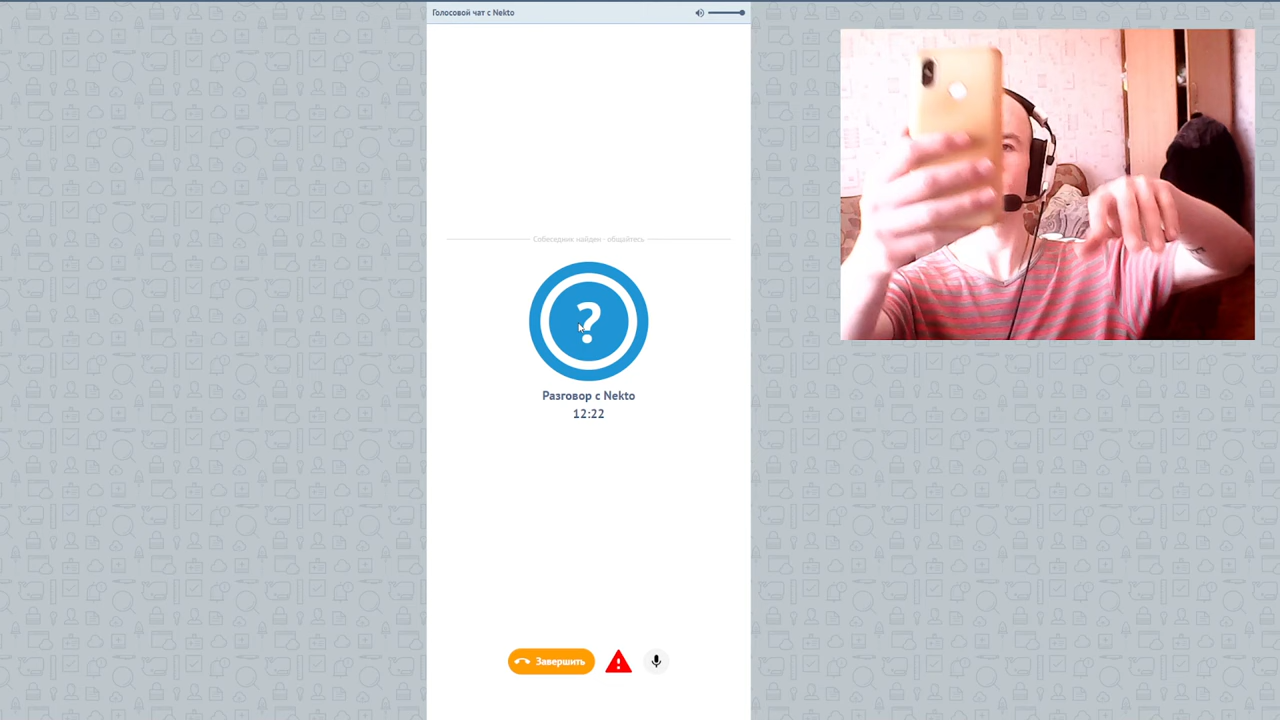 Голосовой чат с Nekto
Собеседник найден - общайтесь
?
Разговор с Nekto
12:22
Завершить